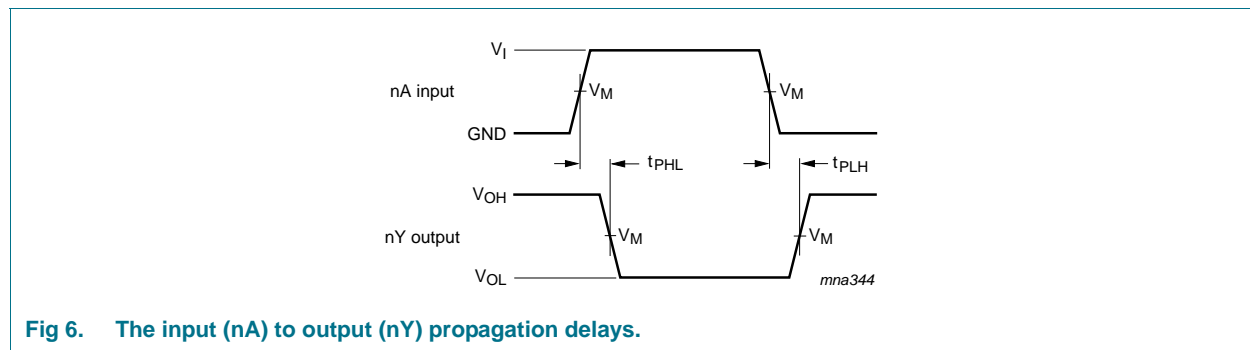 VI
nA input
VM
VM
GND
tPHL
tPLH
VOH
nY output
VM
VM
VOL
mna344
Fig 6. The input (nA) to output (nY) propagation delays.